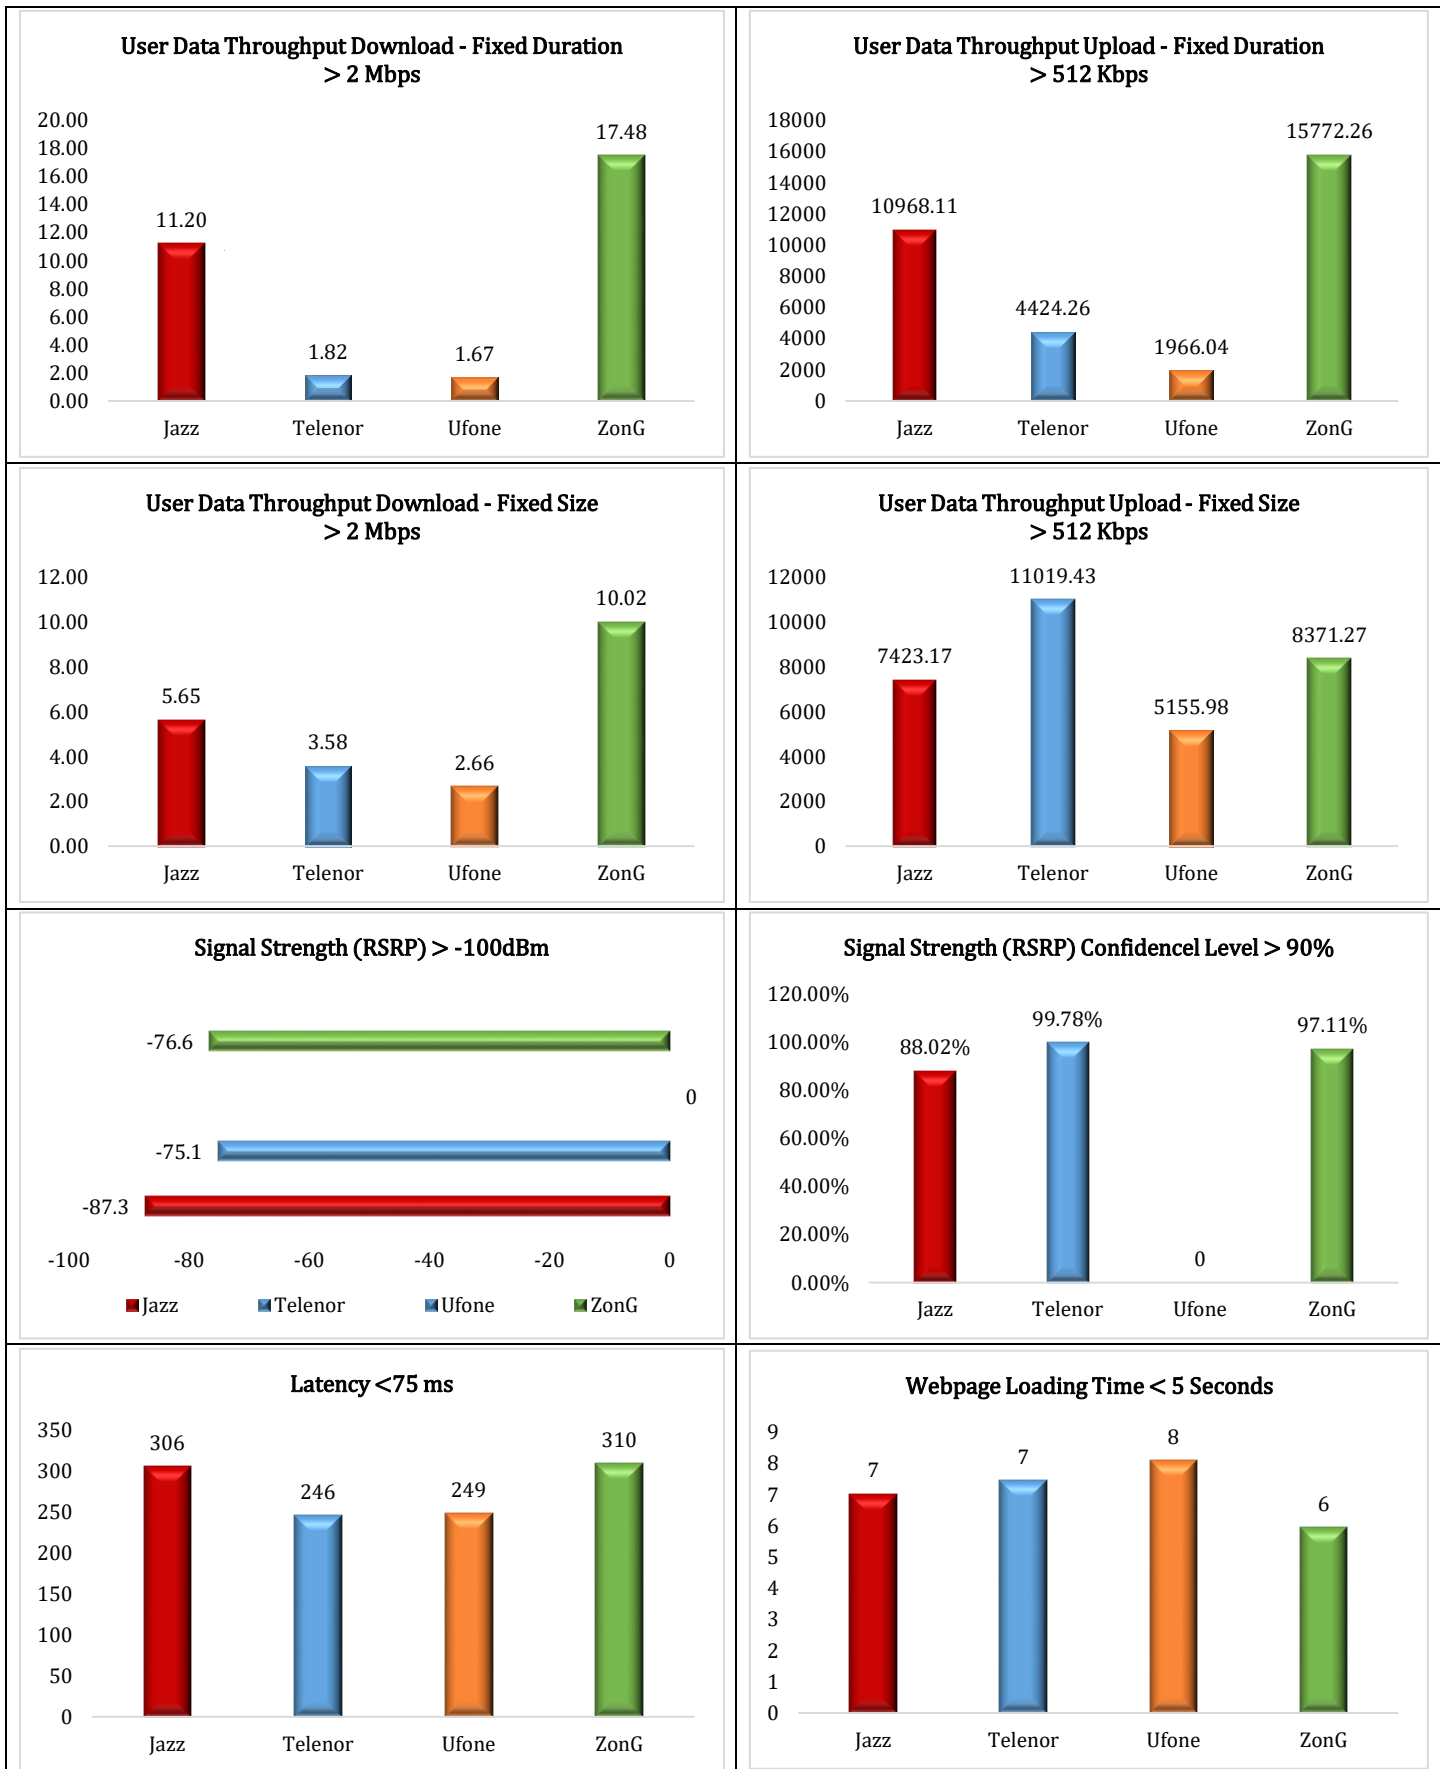 User Data Throughput Download - Fixed Duration
> 2 Mbps
20.00
18.00
16.00
14.00
12.00
10.00
8.00
6.00
4.00
2.00
0.00
11.20
1.82
1.67
17.48
Jazz
Telenor
Ufone
ZonG
User Data Throughput Upload - Fixed Duration
> 512 Kbps
18000
16000
14000
12000
10000
8000
6000
4000
2000
0
10968.11
4424.26
1966.04
15772.26
Jazz
Telenor
Ufone
ZonG
User Data Throughput Download - Fixed Size
> 2 Mbps
12.00
10.00
8.00
6.00
4.00
2.00
0.00
5.65
3.58
2.66
10.02
Jazz
Telenor
Ufone
ZonG
User Data Throughput Upload - Fixed Size
> 512 Kbps
12000
10000
8000
6000
4000
2000
0
7423.17
11019.43
5155.98
8371.27
Jazz
Telenor
Ufone
ZonG
Signal Strength (RSRP) > -100dBm
-76.6
0
-75.1
-87.3
-100
-80
-60
-40
-20
0
Jazz
Telenor
Ufone
ZonG
Signal Strength (RSRP) Confidencel Level > 90%
120.00%
100.00%
80.00%
60.00%
40.00%
20.00%
0.00%
88.02%
99.78%
0
97.11%
Jazz
Telenor
Ufone
ZonG
Latency <75 ms
350
300
250
200
150
100
50
0
306
246
249
310
Jazz
Telenor
Ufone
ZonG
Webpage Loading Time < 5 Seconds
9
8
7
6
5
4
3
2
1
0
7
7
8
6
Jazz
Telenor
Ufone
ZonG